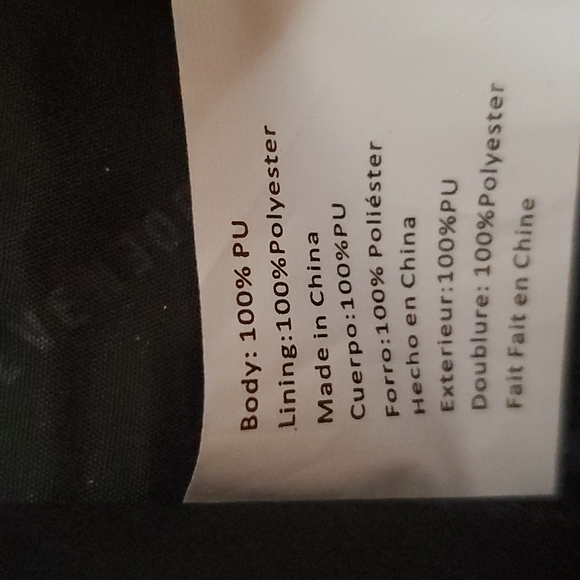 Body: 100% PU
Lining:100%Polyester
Made in China
Cuerpo:100%PU
Forro:100% Poliéster
Hecho en China
Exterieur:100%PU
Doublure: 100%Polyester
Fait Fait en Chine